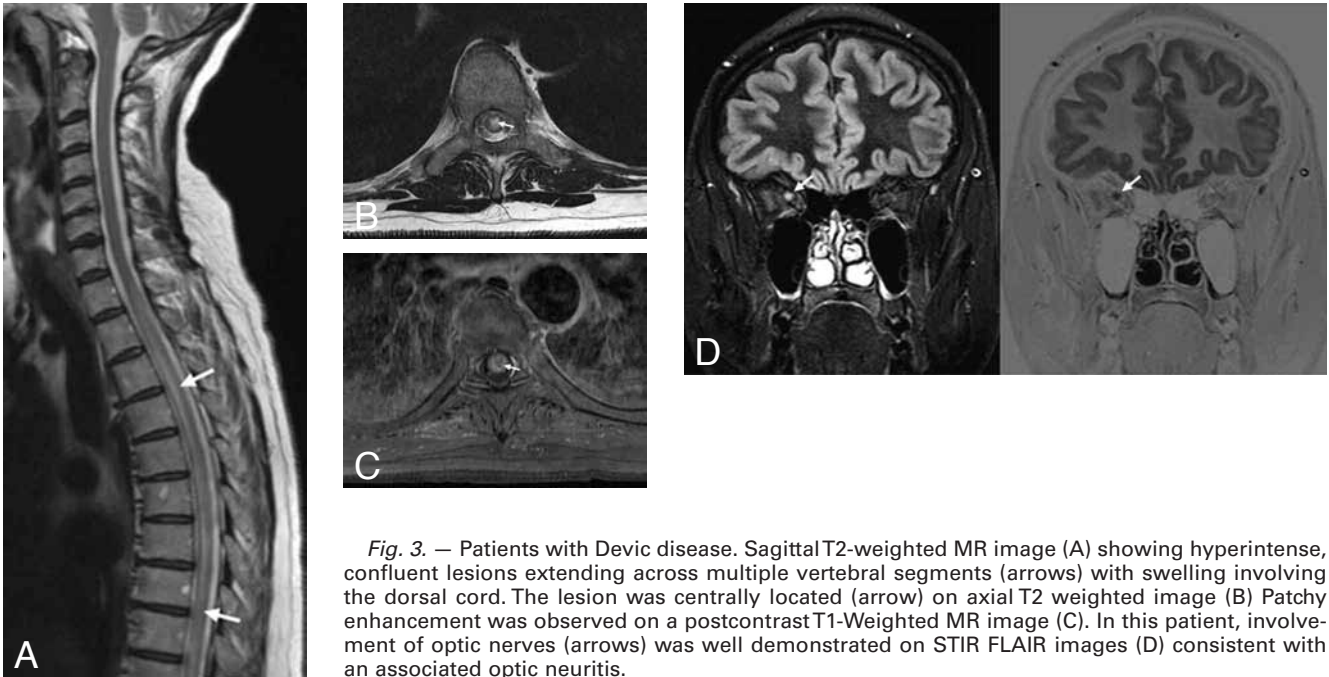 A
B
C
D
Fig. 3. — Patients with Devic disease. Sagittal T2-weighted MR image (A) showing hyperintense,
confluent lesions extending across multiple vertebral segments (arrows) with swelling involving
the dorsal cord. The lesion was centrally located (arrow) on axial T2 weighted image (B) Patchy
enhancement was observed on a postcontrast T1-Weighted MR image (C). In this patient, involve-
ment of optic nerves (arrows) was well demonstrated on STIR FLAIR images (D) consistent with
an associated optic neuritis.